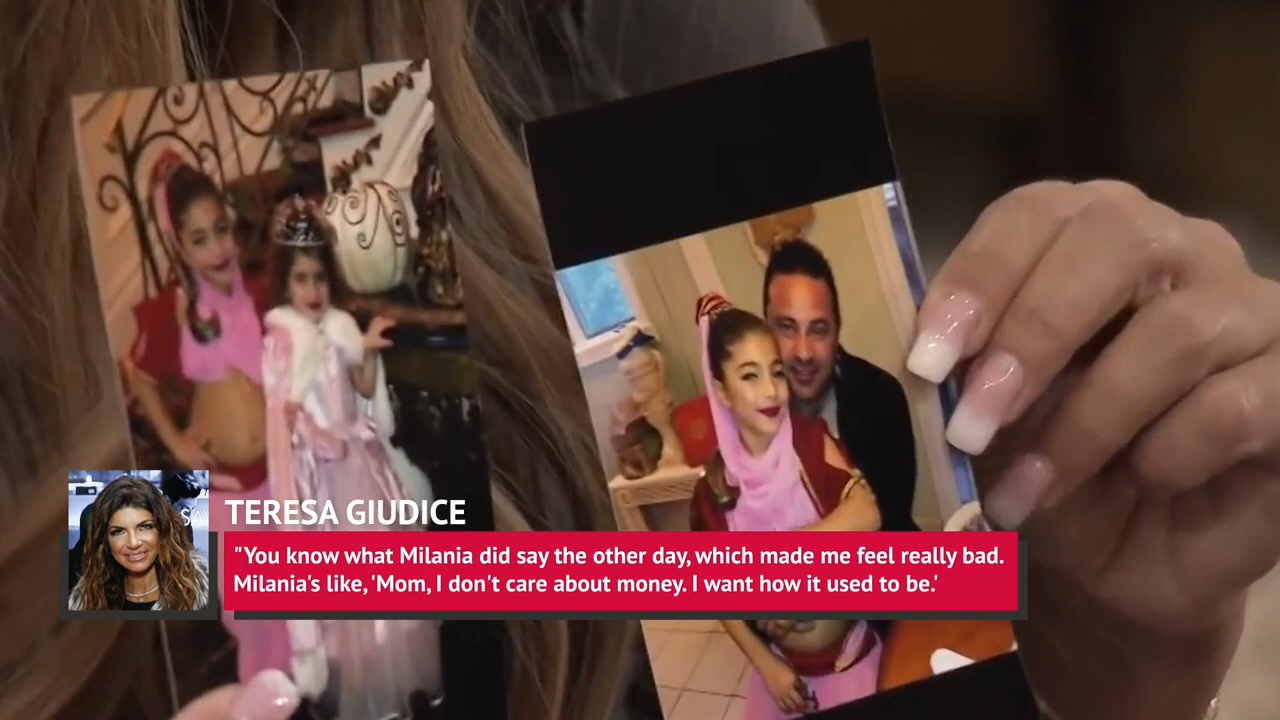 TERESA GIUDICE
"You know what Milania did say the other day, which made me feel really bad.
Milania's like, 'Mom, I don't care about money. I want how it used to be.'